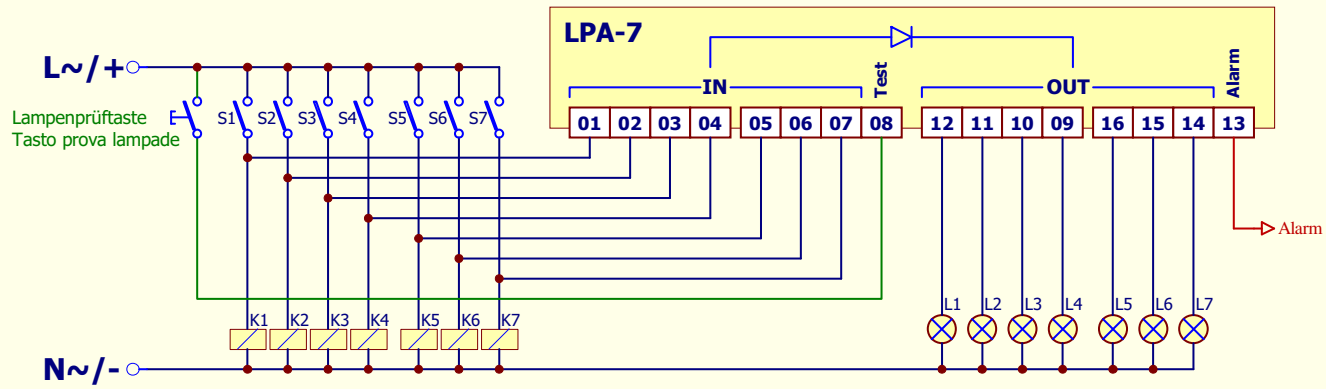 LPA-7
L~/+
Lampenprüftaste
Tasto prova lampade
S1 S2 S3 S4 S5 S6 S7
IN Test OUT Alarm
01 02 03 04 05 06 07 08 12 11 10 09 16 15 14 13
Alarm
K1 K2 K3 K4 K5 K6 K7
L1 L2 L3 L4 L5 L6 L7
N~/-